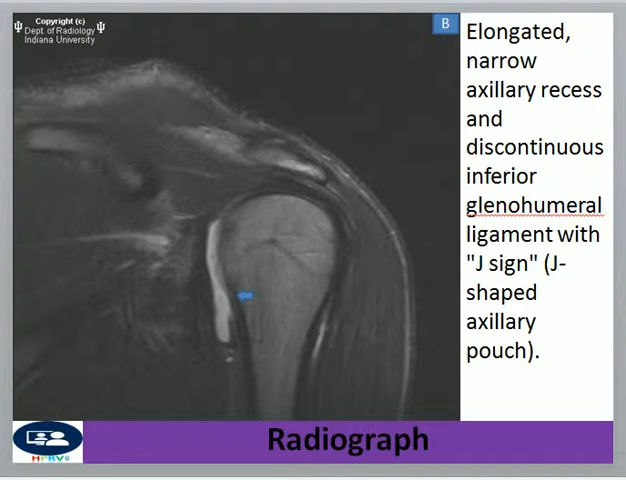 Copyright (c)
Dept. of Radiology
Indiana University
B
Elongated,
narrow
axillary recess
and
discontinuous
inferior
glenohumeral
ligament with
"J sign" (J-
shaped
axillary
pouch).
Radiograph